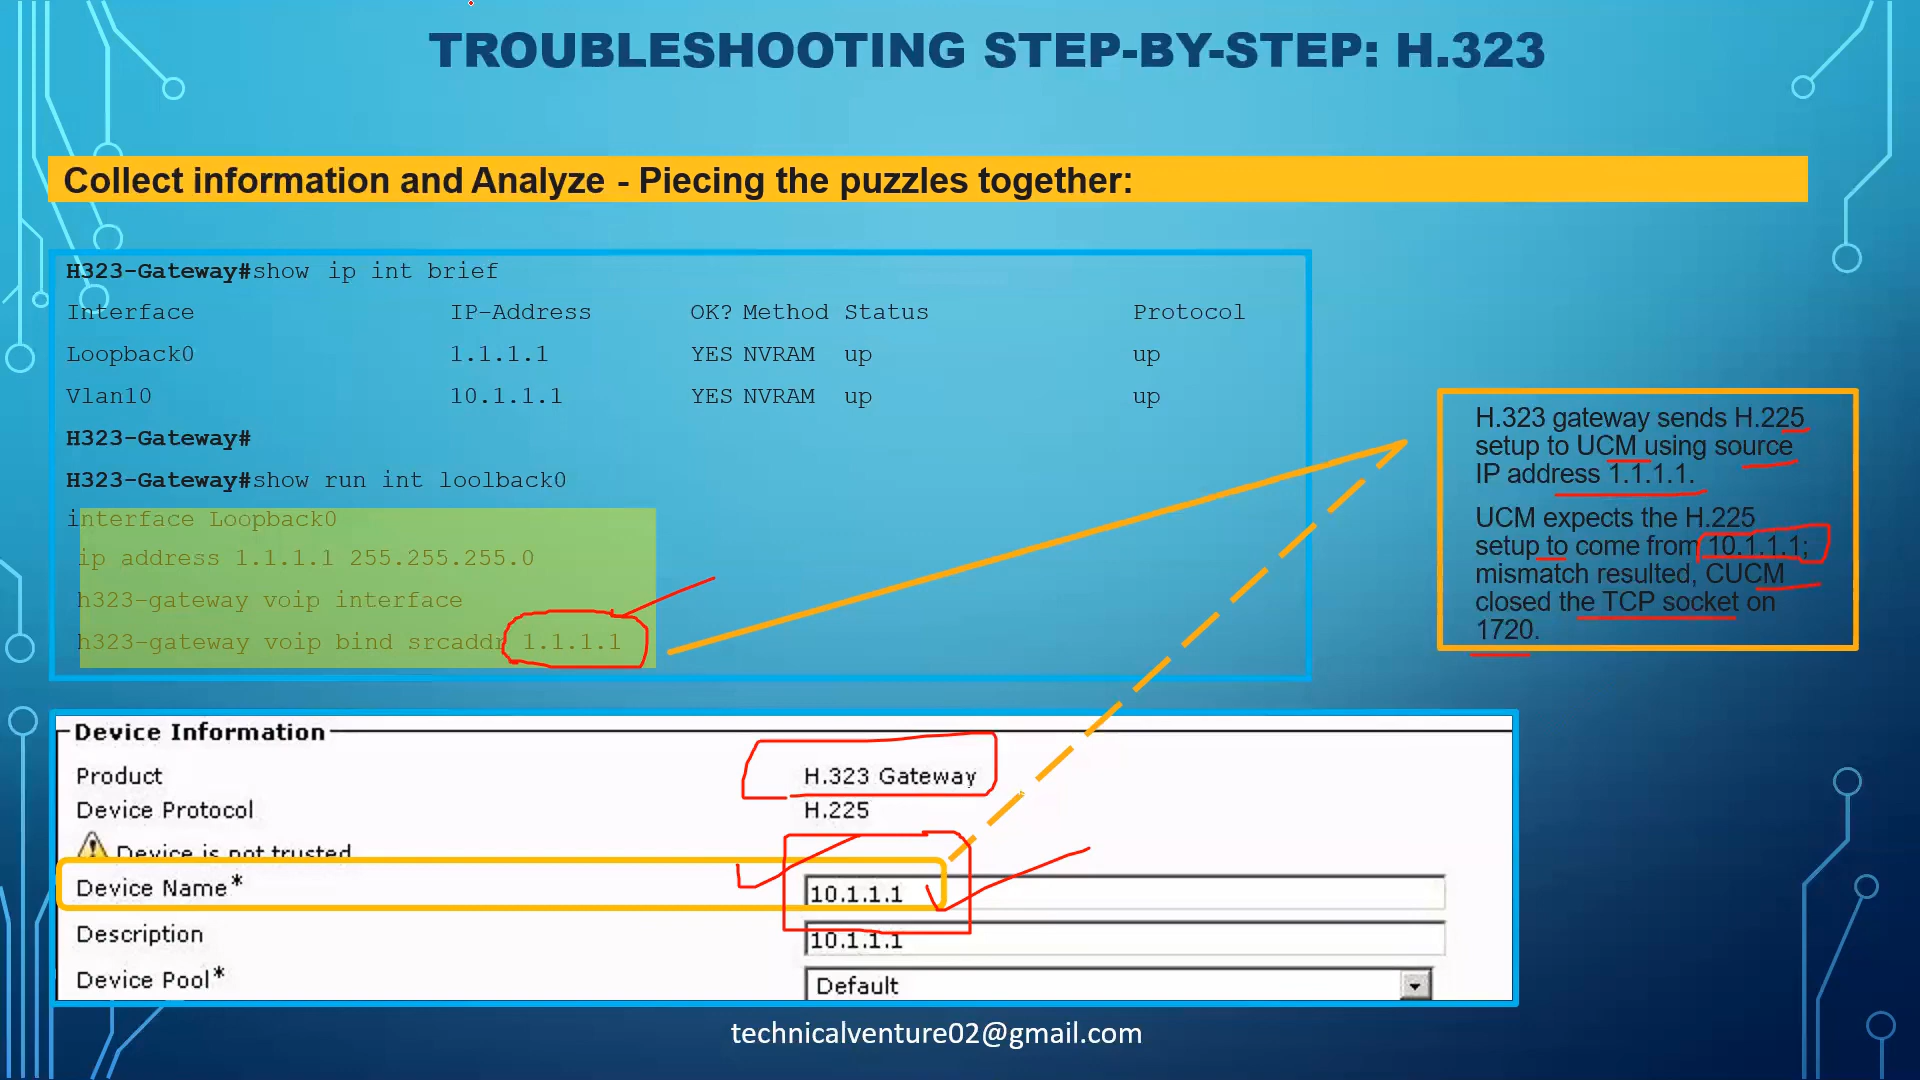 TROUBLESHOOTING STEP-BY-STEP: H.323
Collect information and Analyze - Piecing the puzzles together:
H323-Gateway#show ip int brief
Interface IP-Address OK? Method Status Protocol
Loopback0 1.1.1.1 YES NVRAM up up
Vlan10 10.1.1.1 YES NVRAM up up
H323-Gateway#
H323-Gateway#show run int loolback0
interface Loopback0
ip address 1.1.1.1 255.255.255.0
h323-gateway voip interface
h323-gateway voip bind srcaddr 1.1.1.1
H.323 gateway sends H.225
setup to UCM using source
IP address 1.1.1.1.
UCM expects the H.225
setup to come from 10.1.1.1;
mismatch resulted, CUCM
closed the TCP socket on
1720.
Device Information
Product H.323 Gateway
Device Protocol H.225
Device is not trusted
Device Name* 10.1.1.1
Description 10.1.1.1
Device Pool* Default
technicalventure02@gmail.com